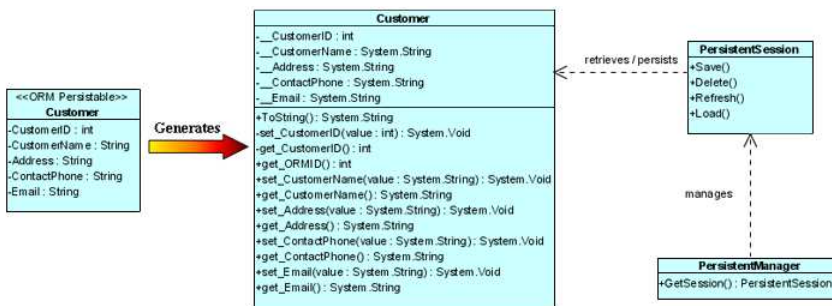 <<ORM Persistable>>
Customer
-CustomerID : int
-CustomerName : String
-Address : String
-ContactPhone : String
-Email : String
Generates
Customer
-__CustomerID : int
-__CustomerName : System.String
-__Address : System.String
-__ContactPhone : System.String
-__Email : System.String
+ToString() : System.String
-set_CustomerID(value : int) : System.Void
-get_CustomerID() : int
+get_ORMID() : int
+set_CustomerName(value : System.String) : System.Void
+get_CustomerName() : System.String
+set_Address(value : System.String) : System.Void
+get_Address() : System.String
+set_ContactPhone(value : System.String) : System.Void
+get_ContactPhone() : System.String
+set_Email(value : System.String) : System.Void
+get_Email() : System.String
retrieves / persists
PersistentSession
+Save()
+Delete()
+Refresh()
+Load()
manages
PersistentManager
+GetSession() : PersistentSession